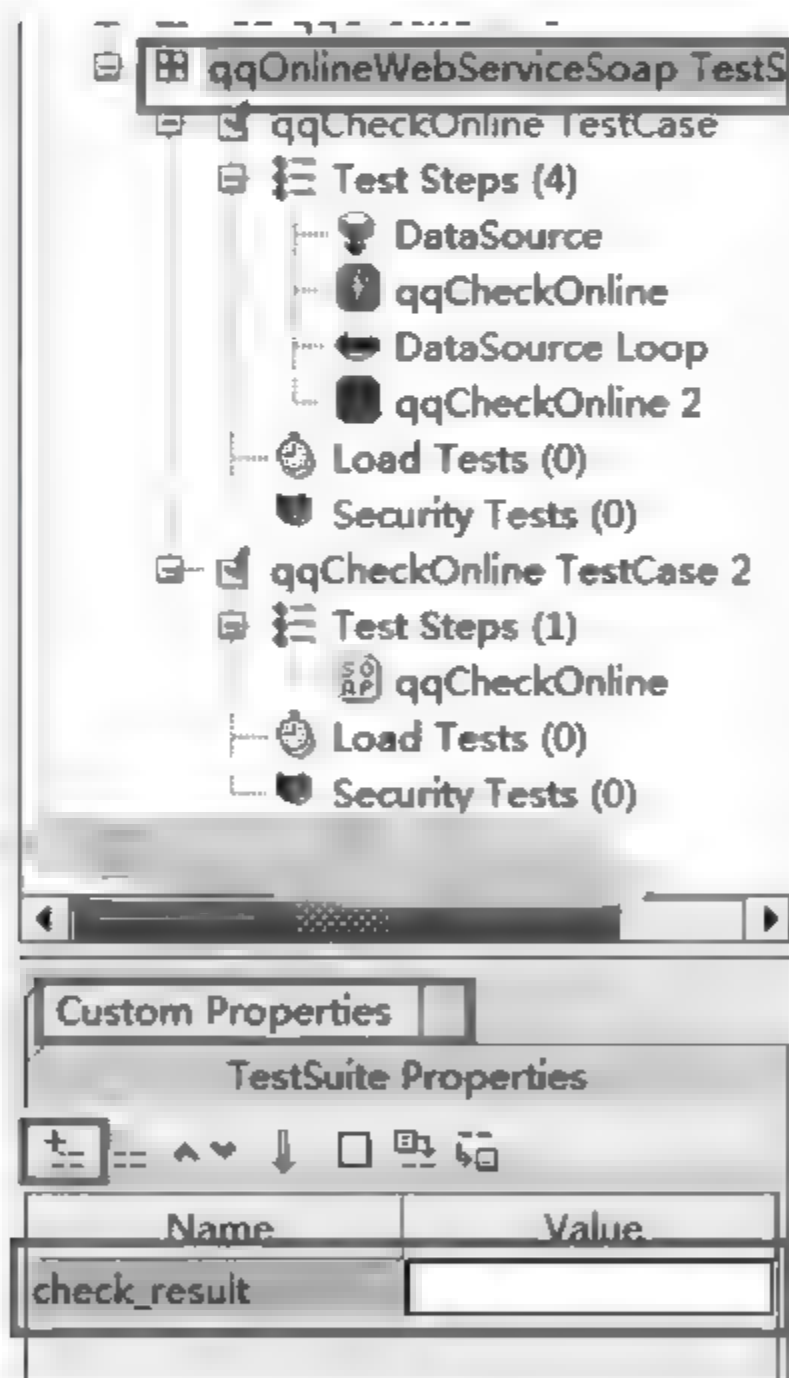 qqOnlineWebServiceSoap TestS
qqCheckOnline TestCase
Test Steps (4)
DataSource
qqCheckOnline
DataSource Loop
qqCheckOnline 2
Load Tests (0)
Security Tests (0)
qqCheckOnline TestCase 2
Test Steps (1)
qqCheckOnline
Load Tests (0)
Security Tests (0)
Custom Properties
TestSuite Properties
Name Value
check_result